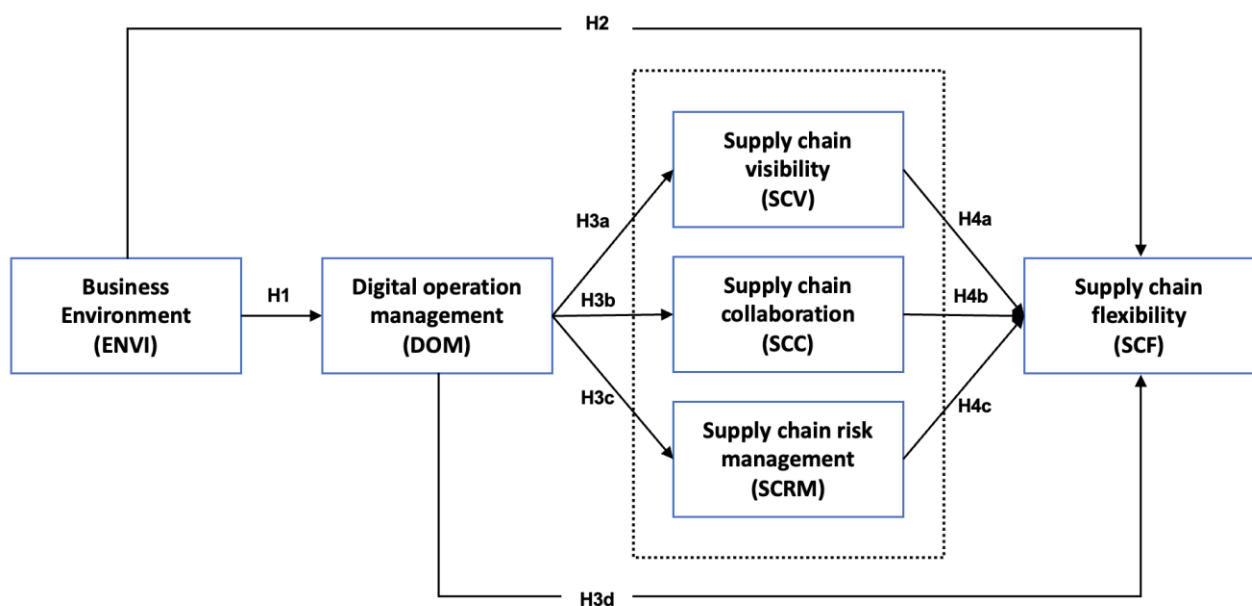 H2
Supply chain
visibility
(SCV)
H3a
H4a
Business
Environment
(ENVI)
H1
Digital operation
management
(DOM)
H3b
Supply chain
collaboration
(SCC)
H4b
Supply chain
flexibility
(SCF)
H3c
H4c
Supply chain risk
management
(SCRM)
H3d